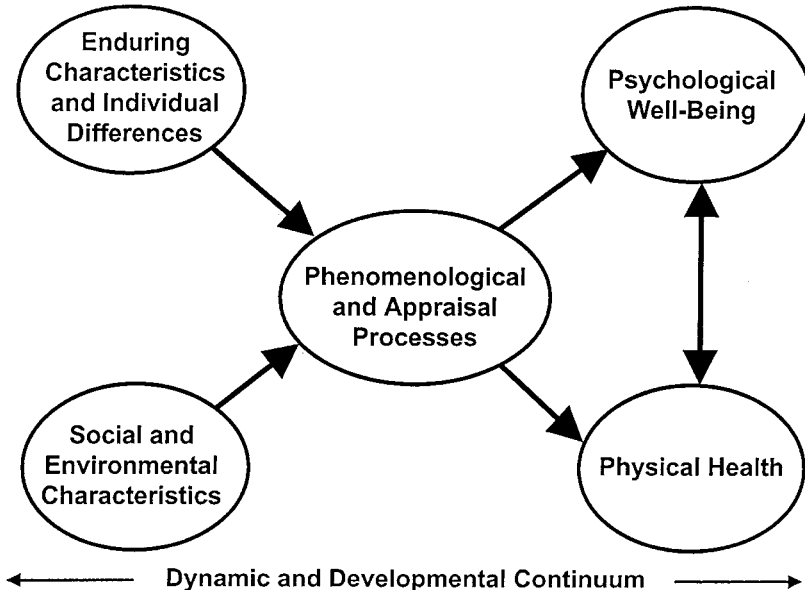 Enduring
Characteristics
and Individual
Differences
Psychological
Well-Being
Phenomenological
and Appraisal
Processes
Social and
Environmental
Characteristics
Physical Health
Dynamic and Developmental Continuum